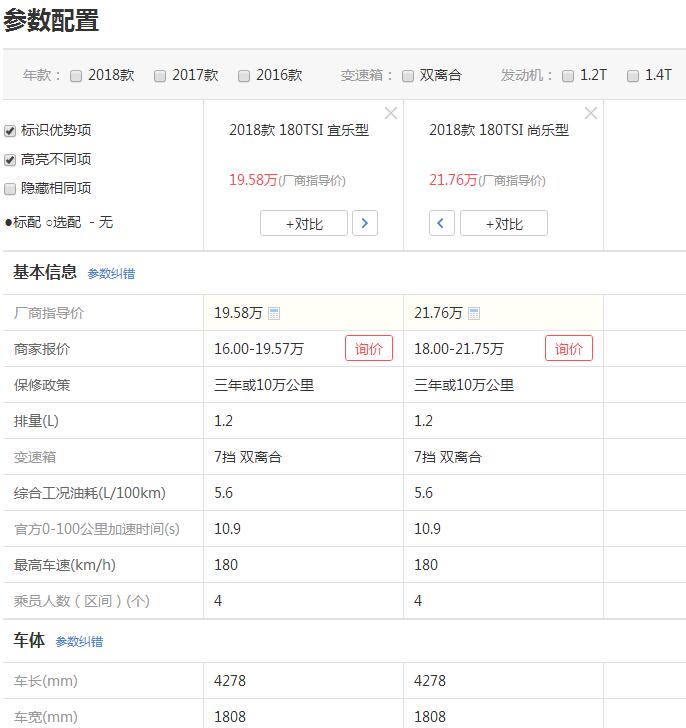 参数配置
年款： 2018款 2017款 2016款 变速箱： 双离合 发动机： 1.2T 1.4T
标识优势项
高亮不同项
隐藏相同项
●标配 ○选配 - 无
2018款 180TSI 宜乐型 2018款 180TSI 尚乐型
19.58万(厂商指导价) 21.76万(厂商指导价)
+对比 > < +对比
基本信息 参数纠错
厂商指导价 19.58万 21.76万
商家报价 16.00-19.57万 询价 18.00-21.75万 询价
保修政策 三年或10万公里 三年或10万公里
排量(L) 1.2 1.2
变速箱 7挡 双离合 7挡 双离合
综合工况油耗(L/100km) 5.6 5.6
官方0-100公里加速时间(s) 10.9 10.9
最高车速(km/h) 180 180
乘员人数（区间）(个) 4 4
车体 参数纠错
车长(mm) 4278 4278
车宽(mm) 1808 1808